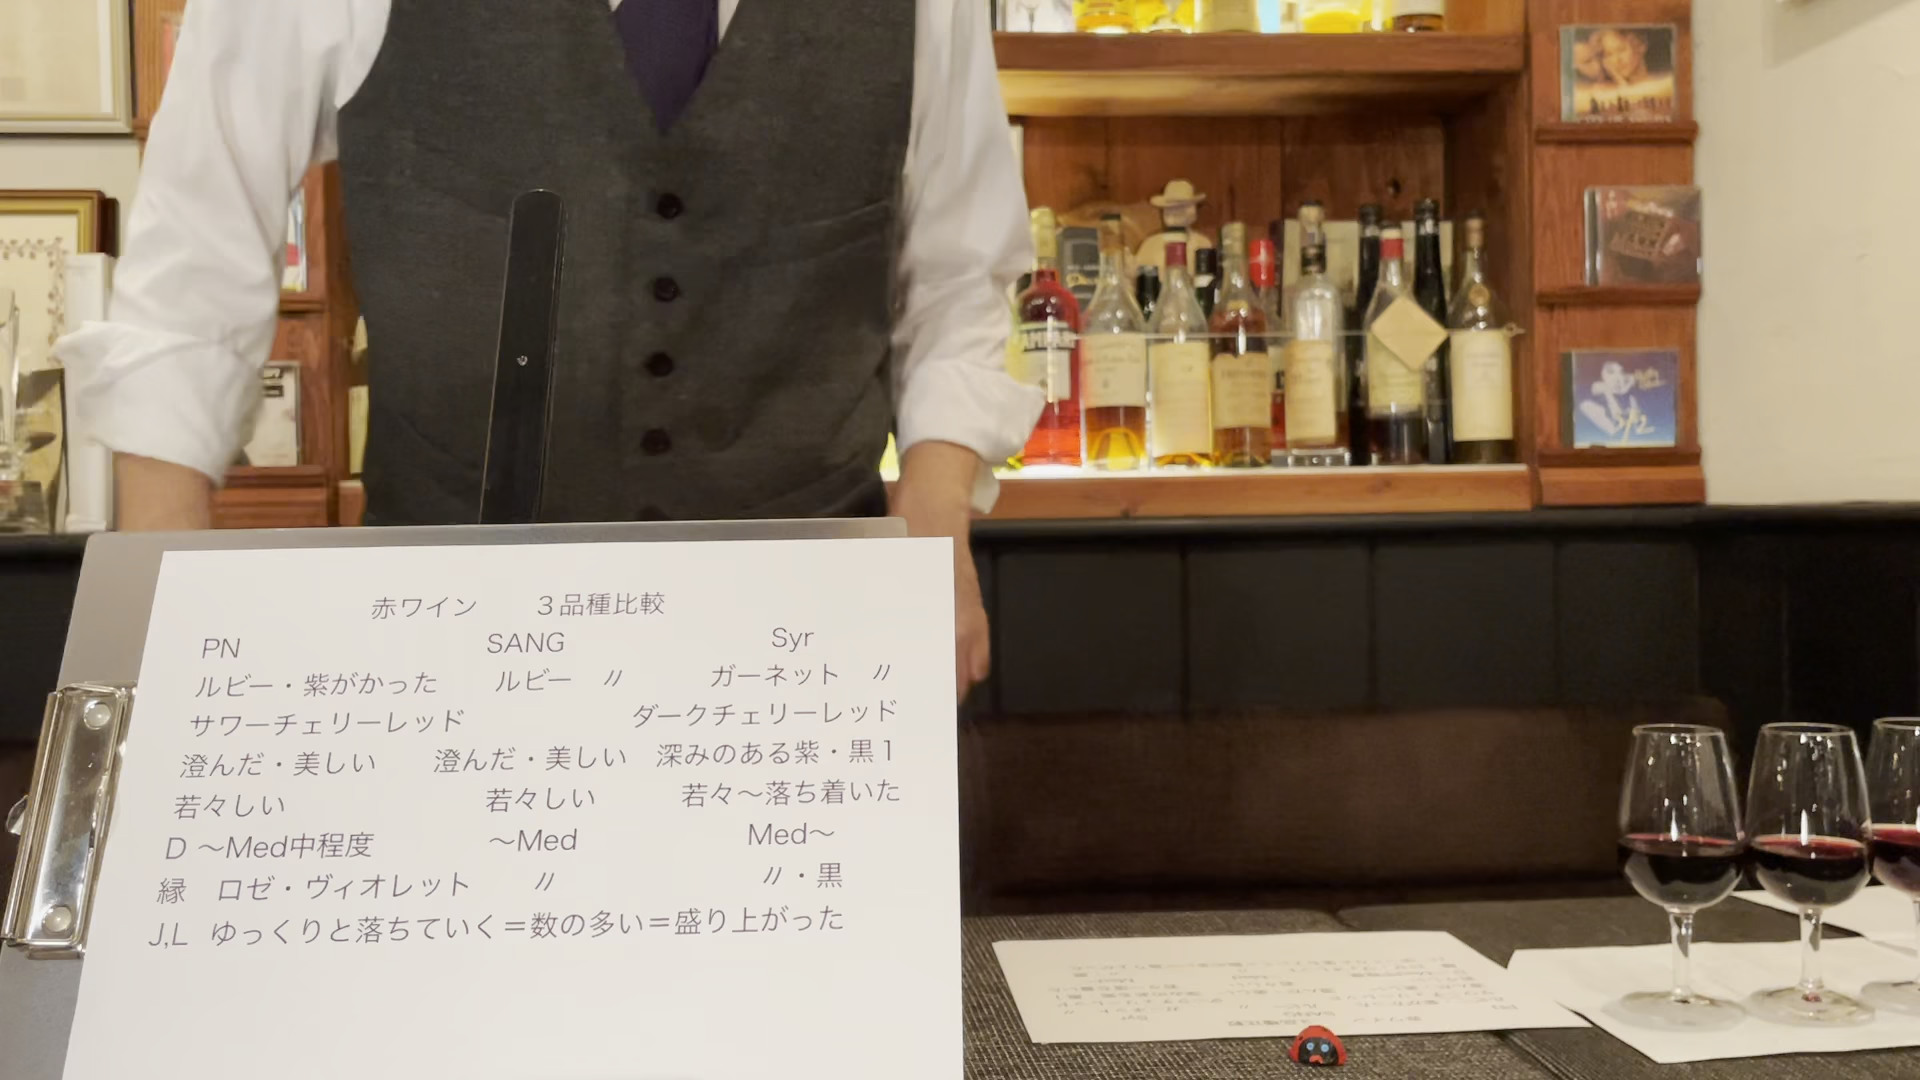 赤ワイン　　３品種比較
PN　　SANG　　Syr
ルビー・紫がかった　　ルビー　〃　　ガーネット　〃
サワーチェリーレッド　　ダークチェリーレッド
澄んだ・美しい　　澄んだ・美しい　　深みのある紫・黒１
若々しい　　若々しい　　若々〜落ち着いた
D 〜Med中程度　　〜Med　　Med〜
縁　ロゼ・ヴィオレット　　〃　　〃・黒
J,L　ゆっくりと落ちていく＝数の多い＝盛り上がった